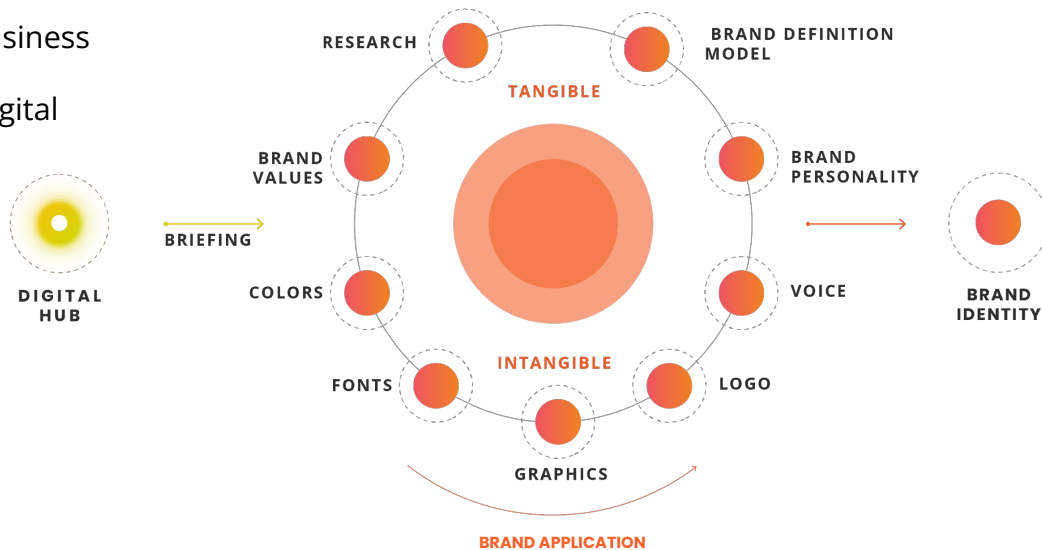 siness
gital
RESEARCH
BRAND DEFINITION
MODEL
TANGIBLE
BRAND
VALUES
BRAND
PERSONALITY
BRIEFING
DIGITAL
HUB
COLORS
VOICE
BRAND
IDENTITY
INTANGIBLE
FONTS
LOGO
GRAPHICS
BRAND APPLICATION